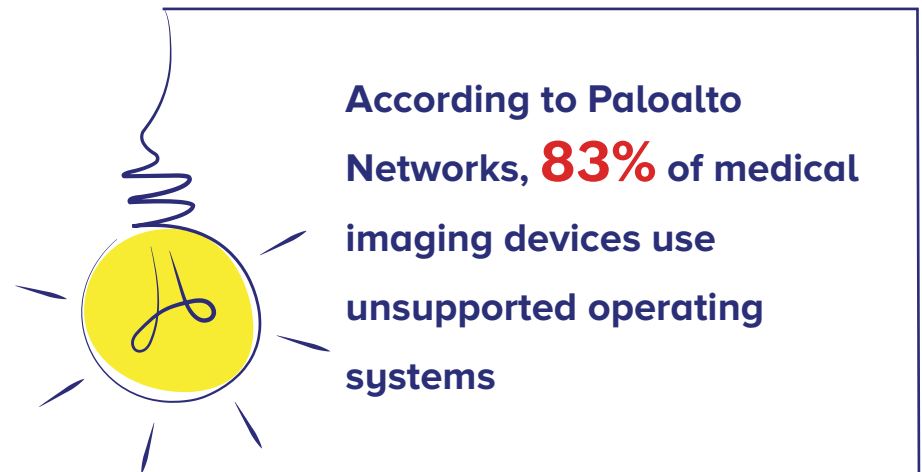 According to Paloalto
Networks, 83% of medical
imaging devices use
unsupported operating
systems